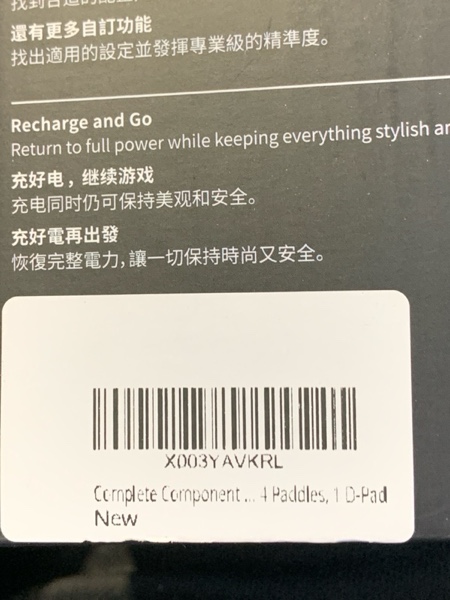 還有更多自訂功能
找出適用的設定並發揮專業級的精準度。
Recharge and Go
Return to full power while keeping everything stylish
充好电，继续游戏
充电同时仍可保持美观和安全。
充好電再出發
恢復完整電力，讓一切保持時尚又安全。
X003YAVKRL
Complete Component ... 4 Paddles, 1 D-Pad
New